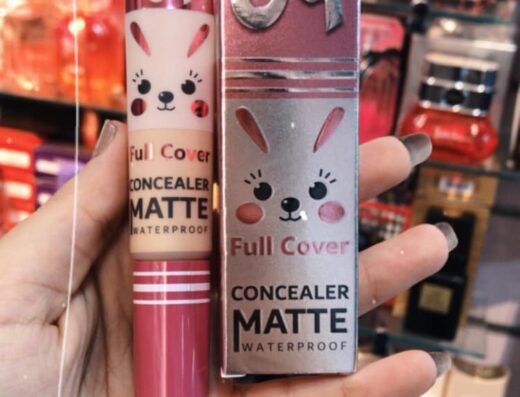 Full Cover
CONCEALER
MATTE
WATERPROOF
Full Cover
CONCEALER
MATTE
WATERPROOF